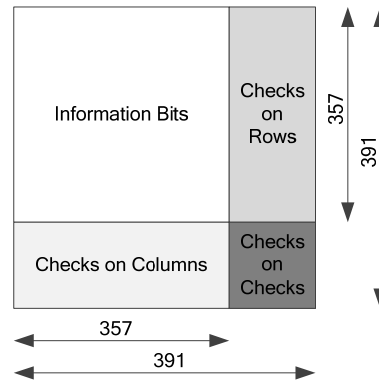 Information Bits
Checks
on
Rows
Checks on Columns
Checks
on
Checks
357
391
357
391